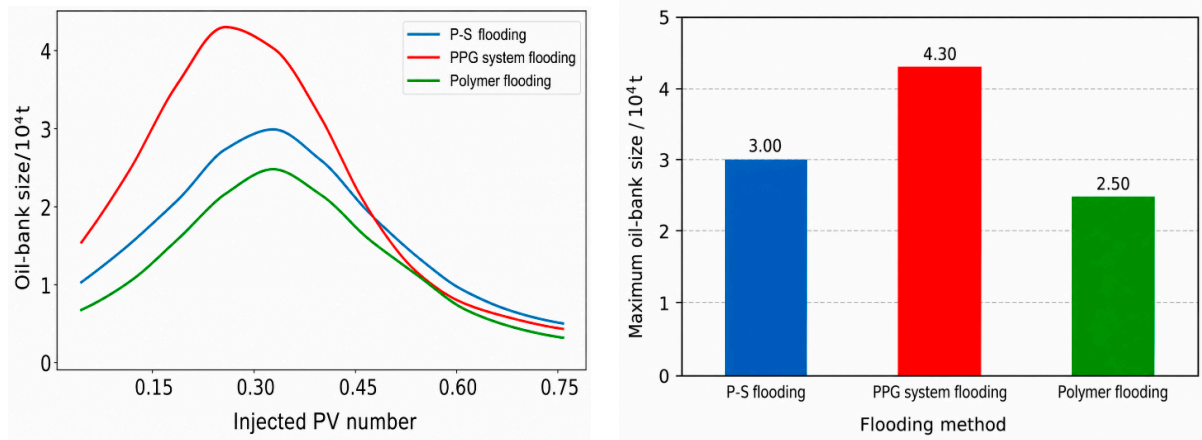 P-S flooding
PPG system flooding
Polymer flooding
Oil-bank size/10⁴t
4
3
2
1
0
0.15 0.30 0.45 0.60 0.75
Injected PV number
Maximum oil-bank size / 10⁴ t
5
4
3
2
1
0
3.00
4.30
2.50
P-S flooding PPG system flooding Polymer flooding
Flooding method